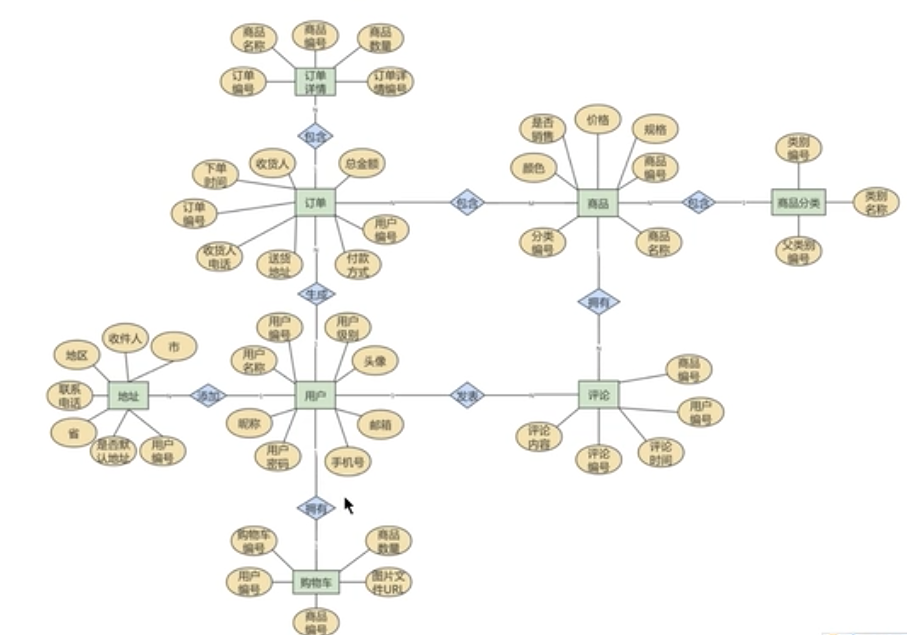 商品
名称
商品
编号
商品
数量
订单
编号
订单
详情
订单详
情编号
包含
下单
时间
收货人
总金额
订单
编号
订单
用户
编号
收货人
电话
送货
地址
付款
方式
包含
是否
销售
价格
规格
颜色
商品
编号
商品
分类
编号
商品
名称
包含
类别
编号
商品分类
类别
名称
父类别
编号
生成
拥有
用户
编号
用户
级别
用户
名称
头像
用户
昵称
邮箱
用户
密码
手机号
地区
收件人
市
联系
电话
地址
添加
省
是否默
认地址
用户
编号
发表
评论
商品
编号
用户
编号
评论
内容
评论
编号
评论
时间
拥有
购物车
编号
商品
数量
用户
编号
购物车
图片文
件URL
商品
编号